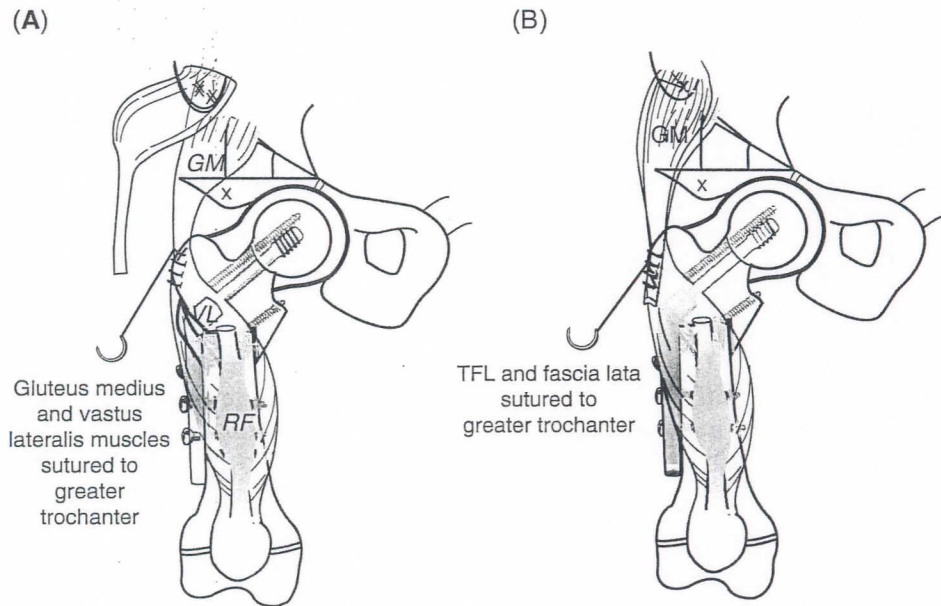 (A)
GM
x
VL
RF
Gluteus medius
and vastus
lateralis muscles
sutured to
greater
trochanter
(B)
GM
x
TFL and fascia lata
sutured to
greater trochanter